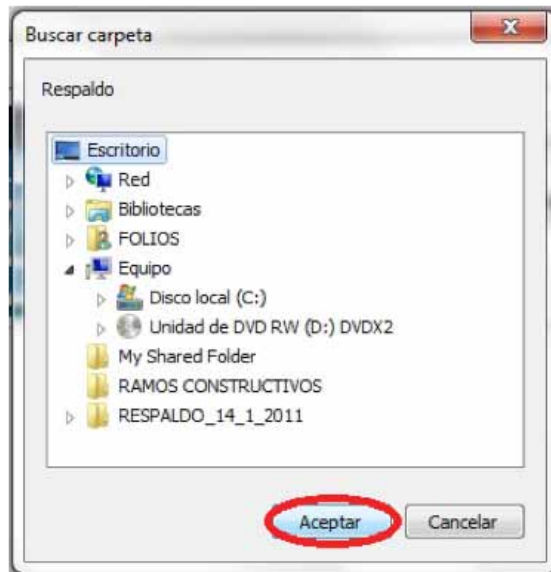 Buscar carpeta
Respaldo
Escritorio
Red
Bibliotecas
FOLIOS
Equipo
Disco local (C:)
Unidad de DVD RW (D:) DVDX2
My Shared Folder
RAMOS CONSTRUCTIVOS
RESPALDO_14_1_2011
Aceptar
Cancelar